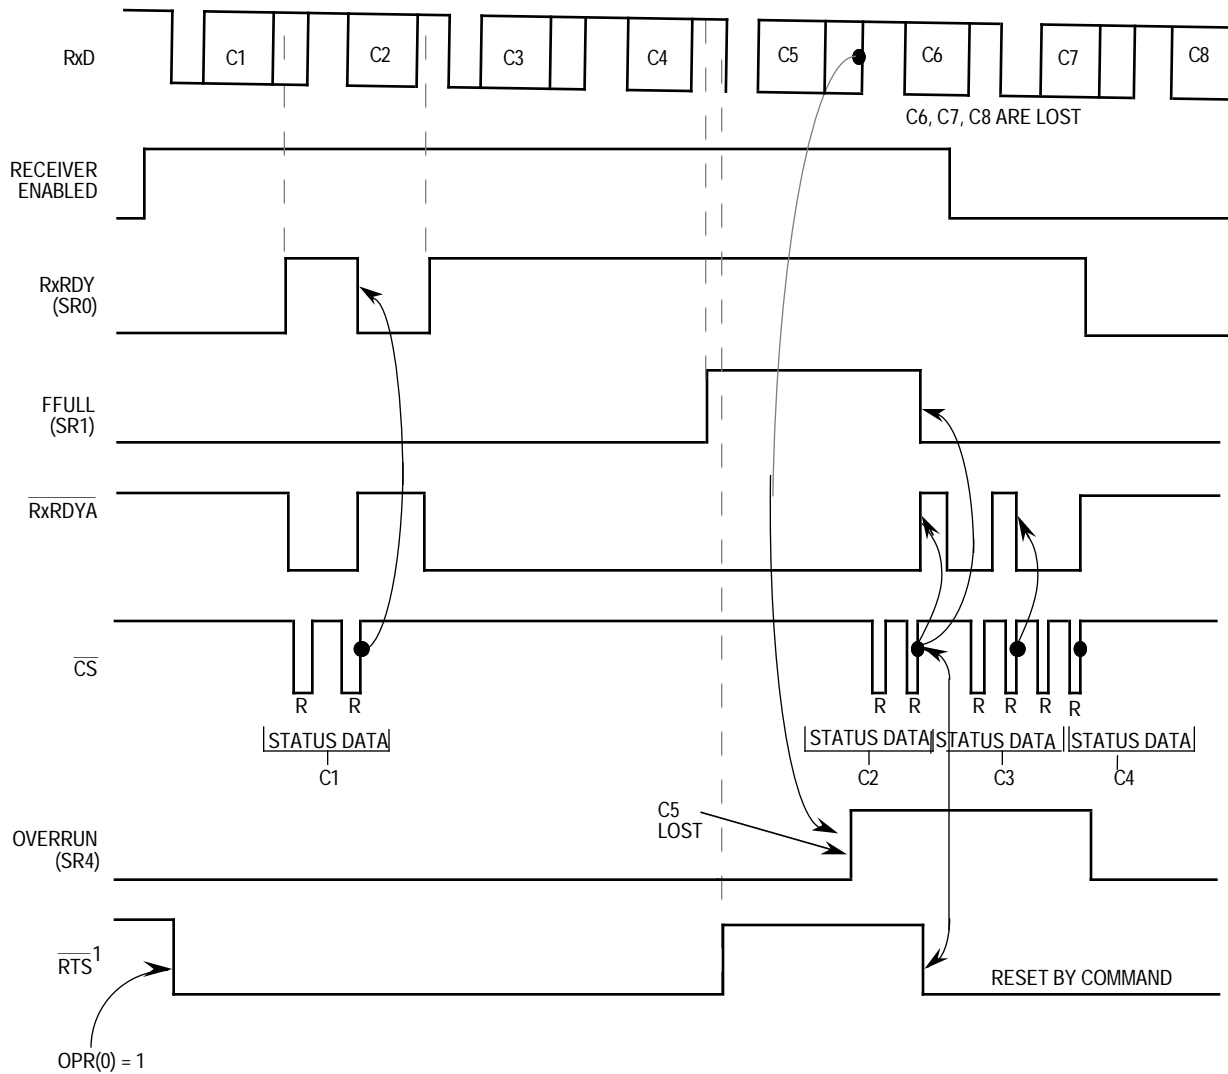 RxD
C1
C2
C3
C4
C5
C6
C7
C8
C6, C7, C8 ARE LOST
RECEIVER
ENABLED
RxRDY
(SR0)
FFULL
(SR1)
RxRDYA
CS
R
R
R
R
R
R
R
R
STATUS DATA
STATUS DATA
STATUS DATA
STATUS DATA
C1
C2
C3
C4
C5
LOST
OVERRUN
(SR4)
RTS1
RESET BY COMMAND
OPR(0) = 1